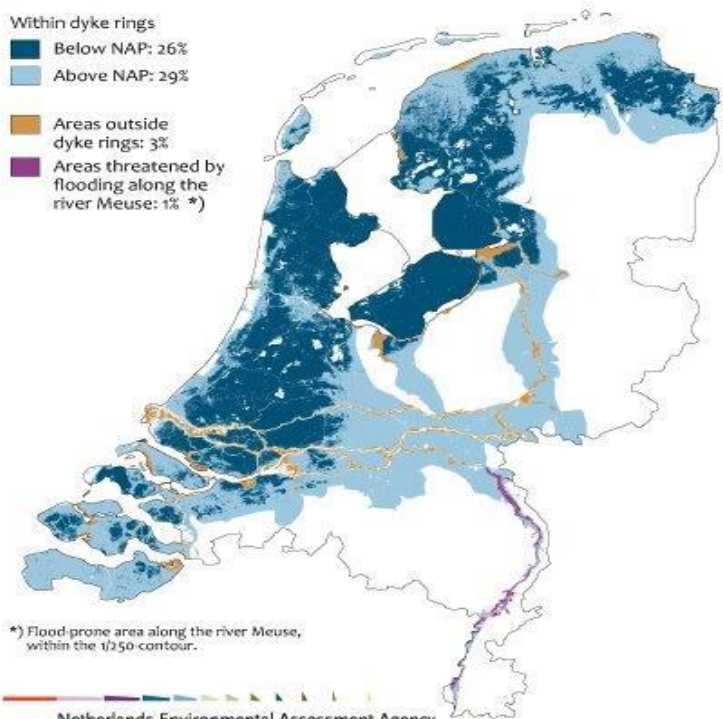 Within dyke rings
Below NAP: 26%
Above NAP: 29%
Areas outside
dyke rings: 3%
Areas threatened by
flooding along the
river Meuse: 1% *)
*) Flood-prone area along the river Meuse,
within the 1/250-contour.
Netherlands Environmental Assessment Agency